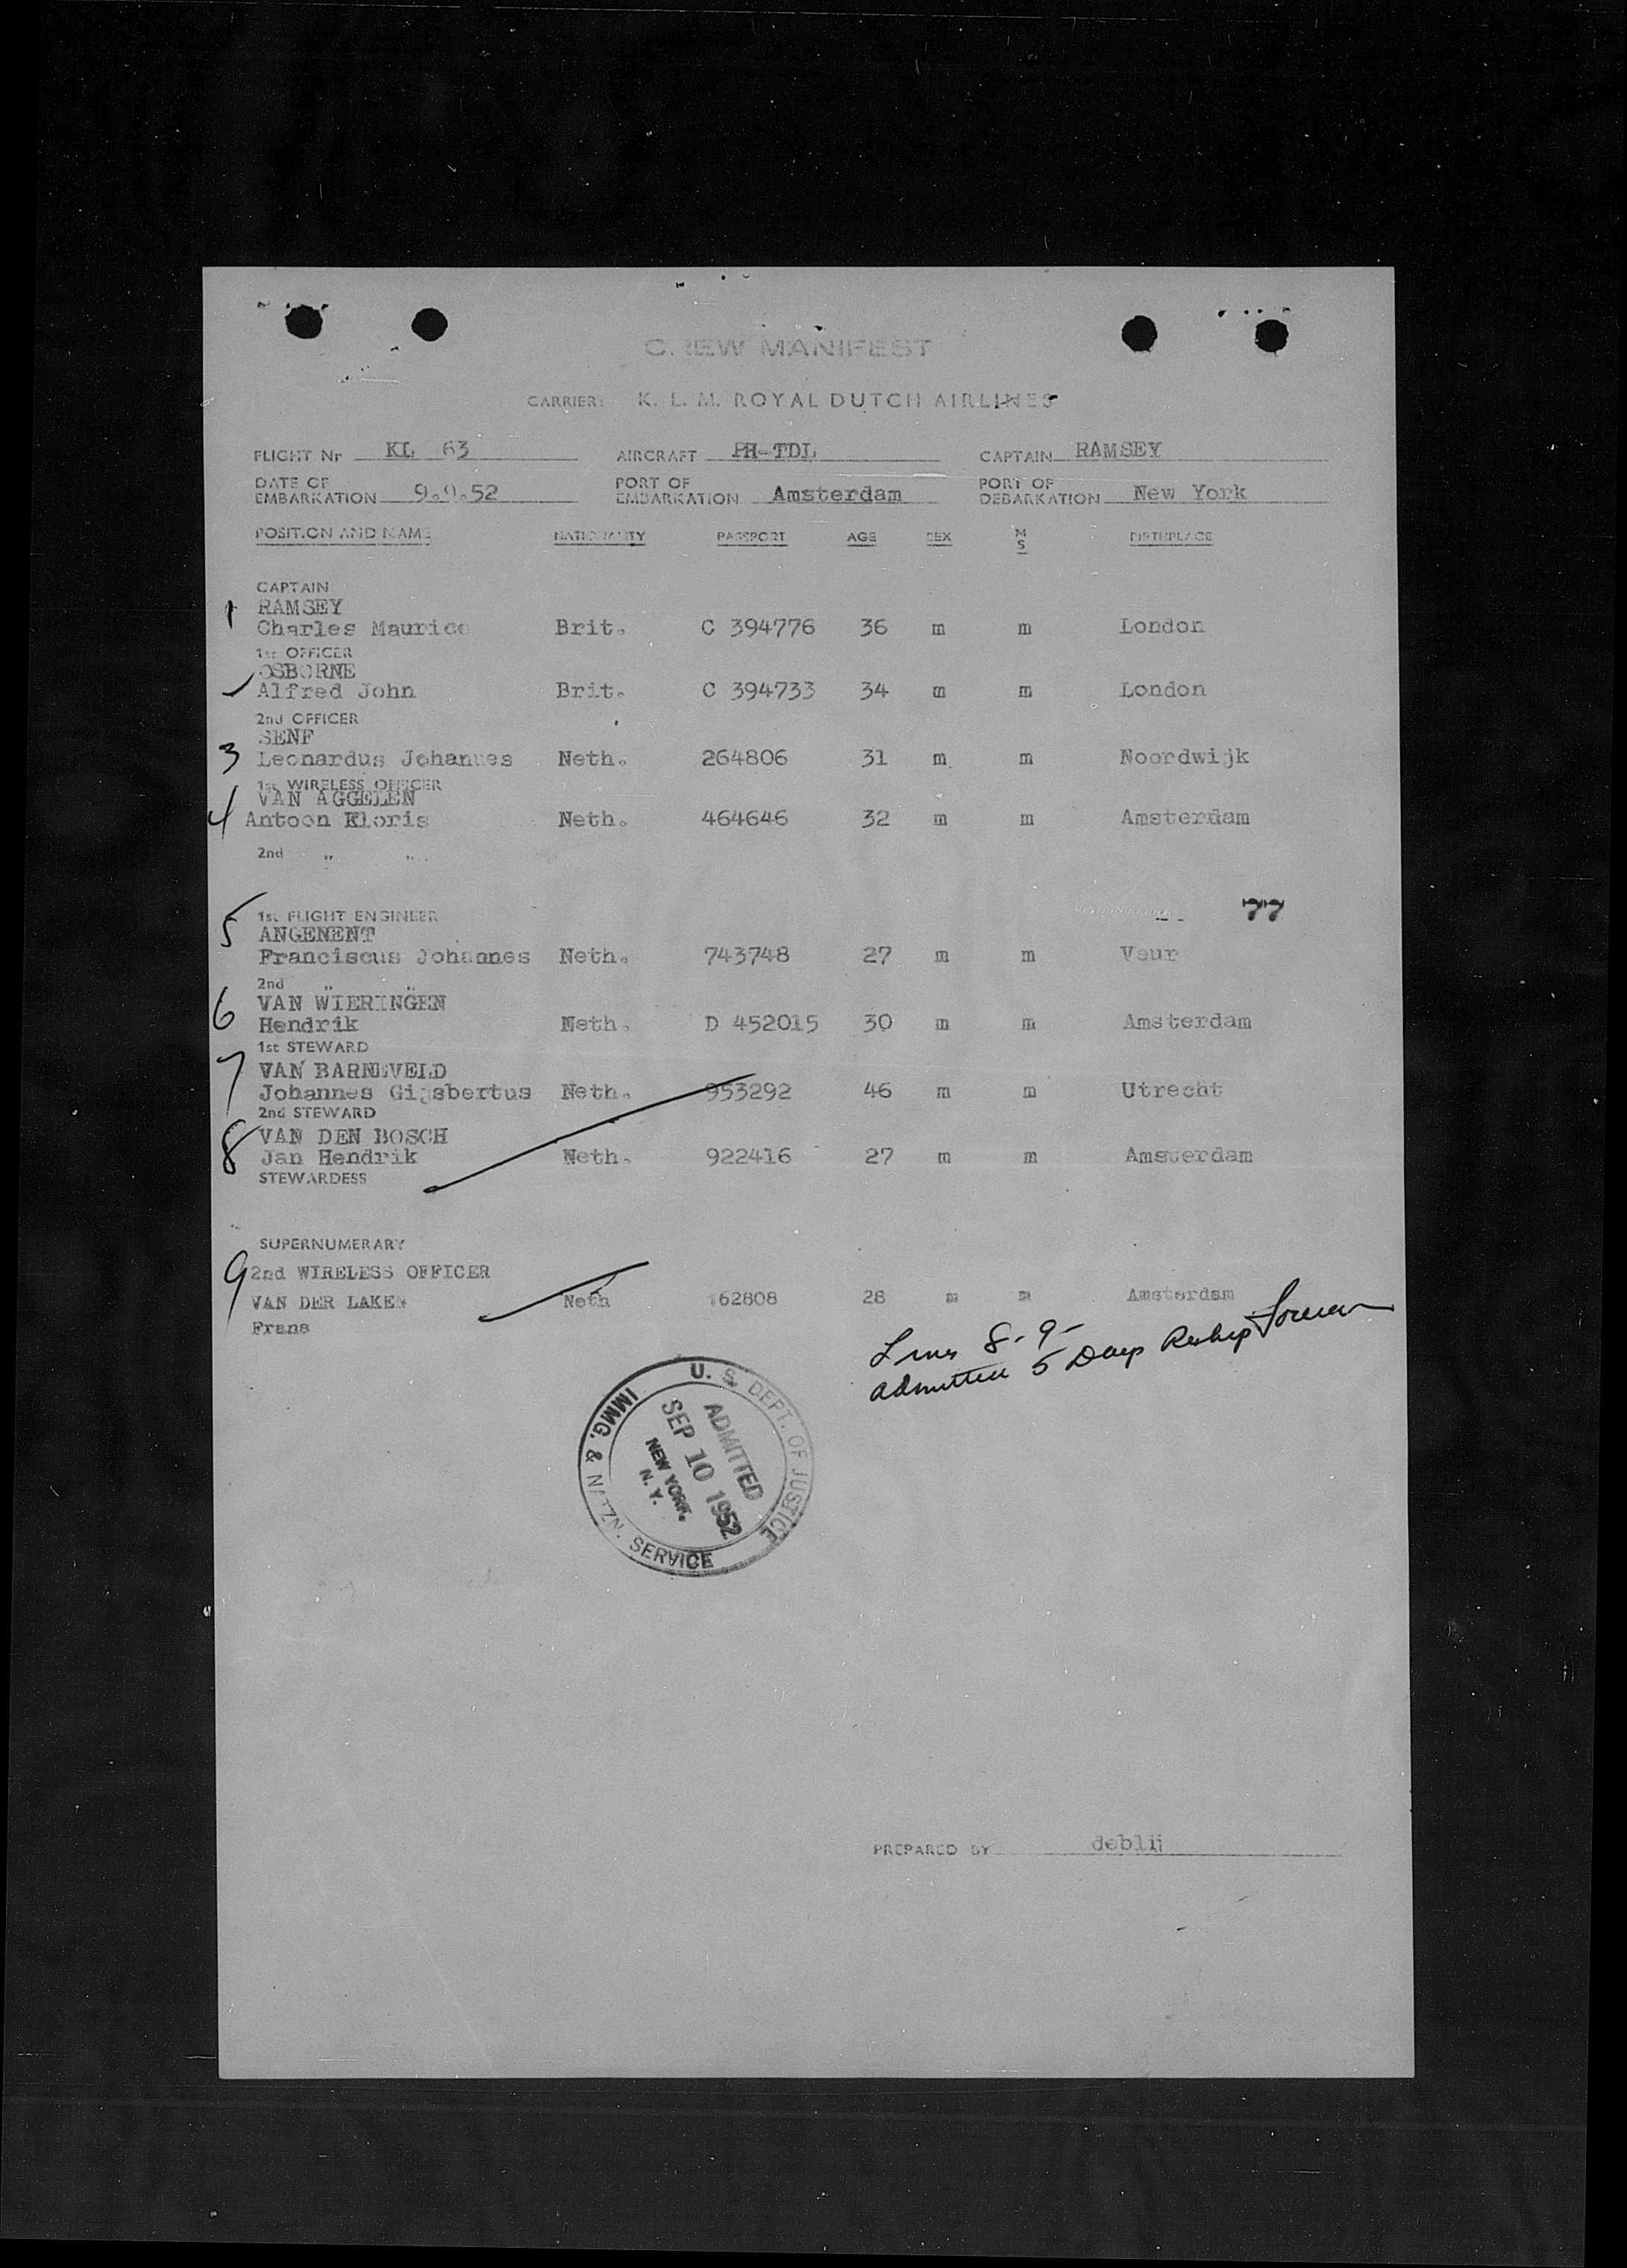 CREW MANIFEST
CARRIER: K. L. M. ROYAL DUTCH AIRLINES
FLIGHT Nr KL 63 AIRCRAFT PH-TDL CAPTAIN RAMSEY
DATE OF EMBARKATION 9.9.52 PORT OF EMBARKATION Amsterdam PORT OF DEBARKATION New York
POSITION AND NAME NATIONALITY PASSPORT AGE SEX M S BIRTHPLACE
CAPTAIN
1 RAMSEY
Charles Maurice Brit. C 394776 36 m m London
1st OFFICER
OSBORNE
Alfred John Brit. C 394733 34 m m London
2nd OFFICER
SENF
3 Leonardus Johannes Neth. 264806 31 m m Noordwijk
1st WIRELESS OFFICER
VAN AGGELEN
4 Antoon Kloris Neth. 464646 32 m m Amsterdam
2nd " "
77
5 1st FLIGHT ENGINEER
ANGENENT
Franciscus Johannes Neth. 743748 27 m m Veur
2nd " "
6 VAN WIERINGEN
Hendrik Neth. D 452015 30 m m Amsterdam
1st STEWARD
7 VAN BARNEVELD
Johannes Gijsbertus Neth. 953292 46 m m Utrecht
2nd STEWARD
8 VAN DEN BOSCH
Jan Hendrik Neth. 922416 27 m m Amsterdam
STEWARDESS
SUPERNUMERARY
9 2nd WIRELESS OFFICER
VAN DER LAKEN Neth 162808 28 m m Amsterdam
Frans
Lines 8-9-
admitted 5 Days Reship
U. S. DEPT. OF JUSTICE
IMMG. & NATZN. SERVICE
ADMITTED
SEP 10 1952
NEW YORK,
N. Y.
PREPARED BY deblij